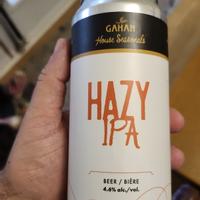 GAHAN
House Seasonals
HAZY
IPA
BEER / BIÈRE
4.6% alc./vol.